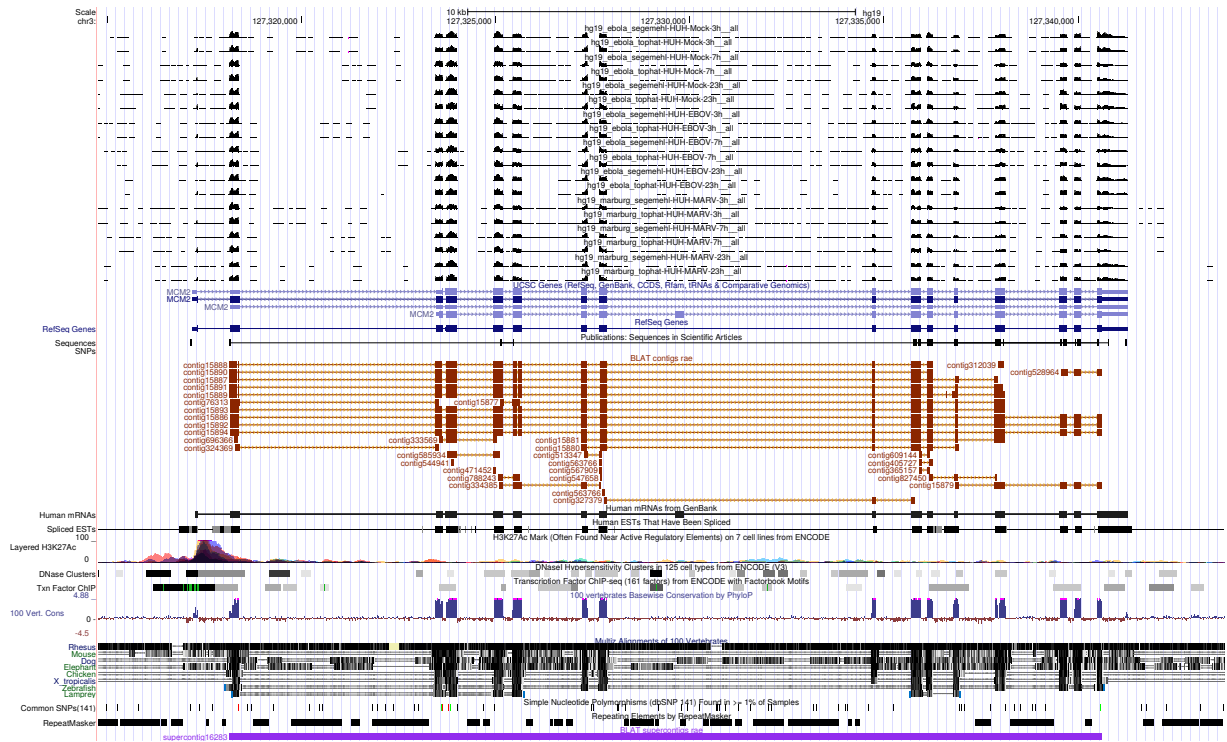 Scale 10 kb hg19
chr3: 127,320,000 127,325,000 127,330,000 127,335,000 127,340,000
hg19_ebola_segemehl-HUH-Mock-3h__all
hg19_ebola_tophat-HUH-Mock-3h__all
hg19_ebola_segemehl-HUH-Mock-7h__all
hg19_ebola_tophat-HUH-Mock-7h__all
hg19_ebola_segemehl-HUH-Mock-23h__all
hg19_ebola_tophat-HUH-Mock-23h__all
hg19_ebola_segemehl-HUH-EBOV-3h__all
hg19_ebola_tophat-HUH-EBOV-3h__all
hg19_ebola_segemehl-HUH-EBOV-7h__all
hg19_ebola_tophat-HUH-EBOV-7h__all
hg19_ebola_segemehl-HUH-EBOV-23h__all
hg19_ebola_tophat-HUH-EBOV-23h__all
hg19_marburg_segemehl-HUH-MARV-3h__all
hg19_marburg_tophat-HUH-MARV-3h__all
hg19_marburg_segemehl-HUH-MARV-7h__all
hg19_marburg_tophat-HUH-MARV-7h__all
hg19_marburg_segemehl-HUH-MARV-23h__all
hg19_marburg_tophat-HUH-MARV-23h__all
UCSC Genes (RefSeq, GenBank, CCDS, Rfam, tRNAs & Comparative Genomics)
MCM2
MCM2
MCM2
MCM2
RefSeq Genes
RefSeq Genes
Publications: Sequences in Scientific Articles
Sequences
SNPs
BLAT contigs rae
contig15888 contig312039
contig15890 contig528964
contig15887
contig15891
contig15889
contig76313 contig15877
contig15893
contig15886
contig15892
contig15894
contig696366 contig333569 contig15881
contig324369 contig15880
contig585934 contig513347 contig609144
contig544941 contig563766 contig405727
contig471452 contig567909 contig365157
contig788243 contig547658 contig827450
contig334385 contig15879
contig563766
contig327379
Human mRNAs from GenBank
Human mRNAs
Human ESTs That Have Been Spliced
Spliced ESTs
H3K27Ac Mark (Often Found Near Active Regulatory Elements) on 7 cell lines from ENCODE
100
Layered H3K27Ac
0
DNaseI Hypersensitivity Clusters in 125 cell types from ENCODE (V3)
DNase Clusters
Transcription Factor ChIP-seq (161 factors) from ENCODE with Factorbook Motifs
Txn Factor ChIP
100 vertebrates Basewise Conservation by PhyloP
4.88
100 Vert. Cons
0
-4.5
Multiz Alignments of 100 Vertebrates
Rhesus
Mouse
Dog
Elephant
Chicken
X_tropicalis
Zebrafish
Lamprey
Simple Nucleotide Polymorphisms (dbSNP 141) Found in >= 1% of Samples
Common SNPs(141)
Repeating Elements by RepeatMasker
RepeatMasker
BLAT supercontigs rae
supercontig16283